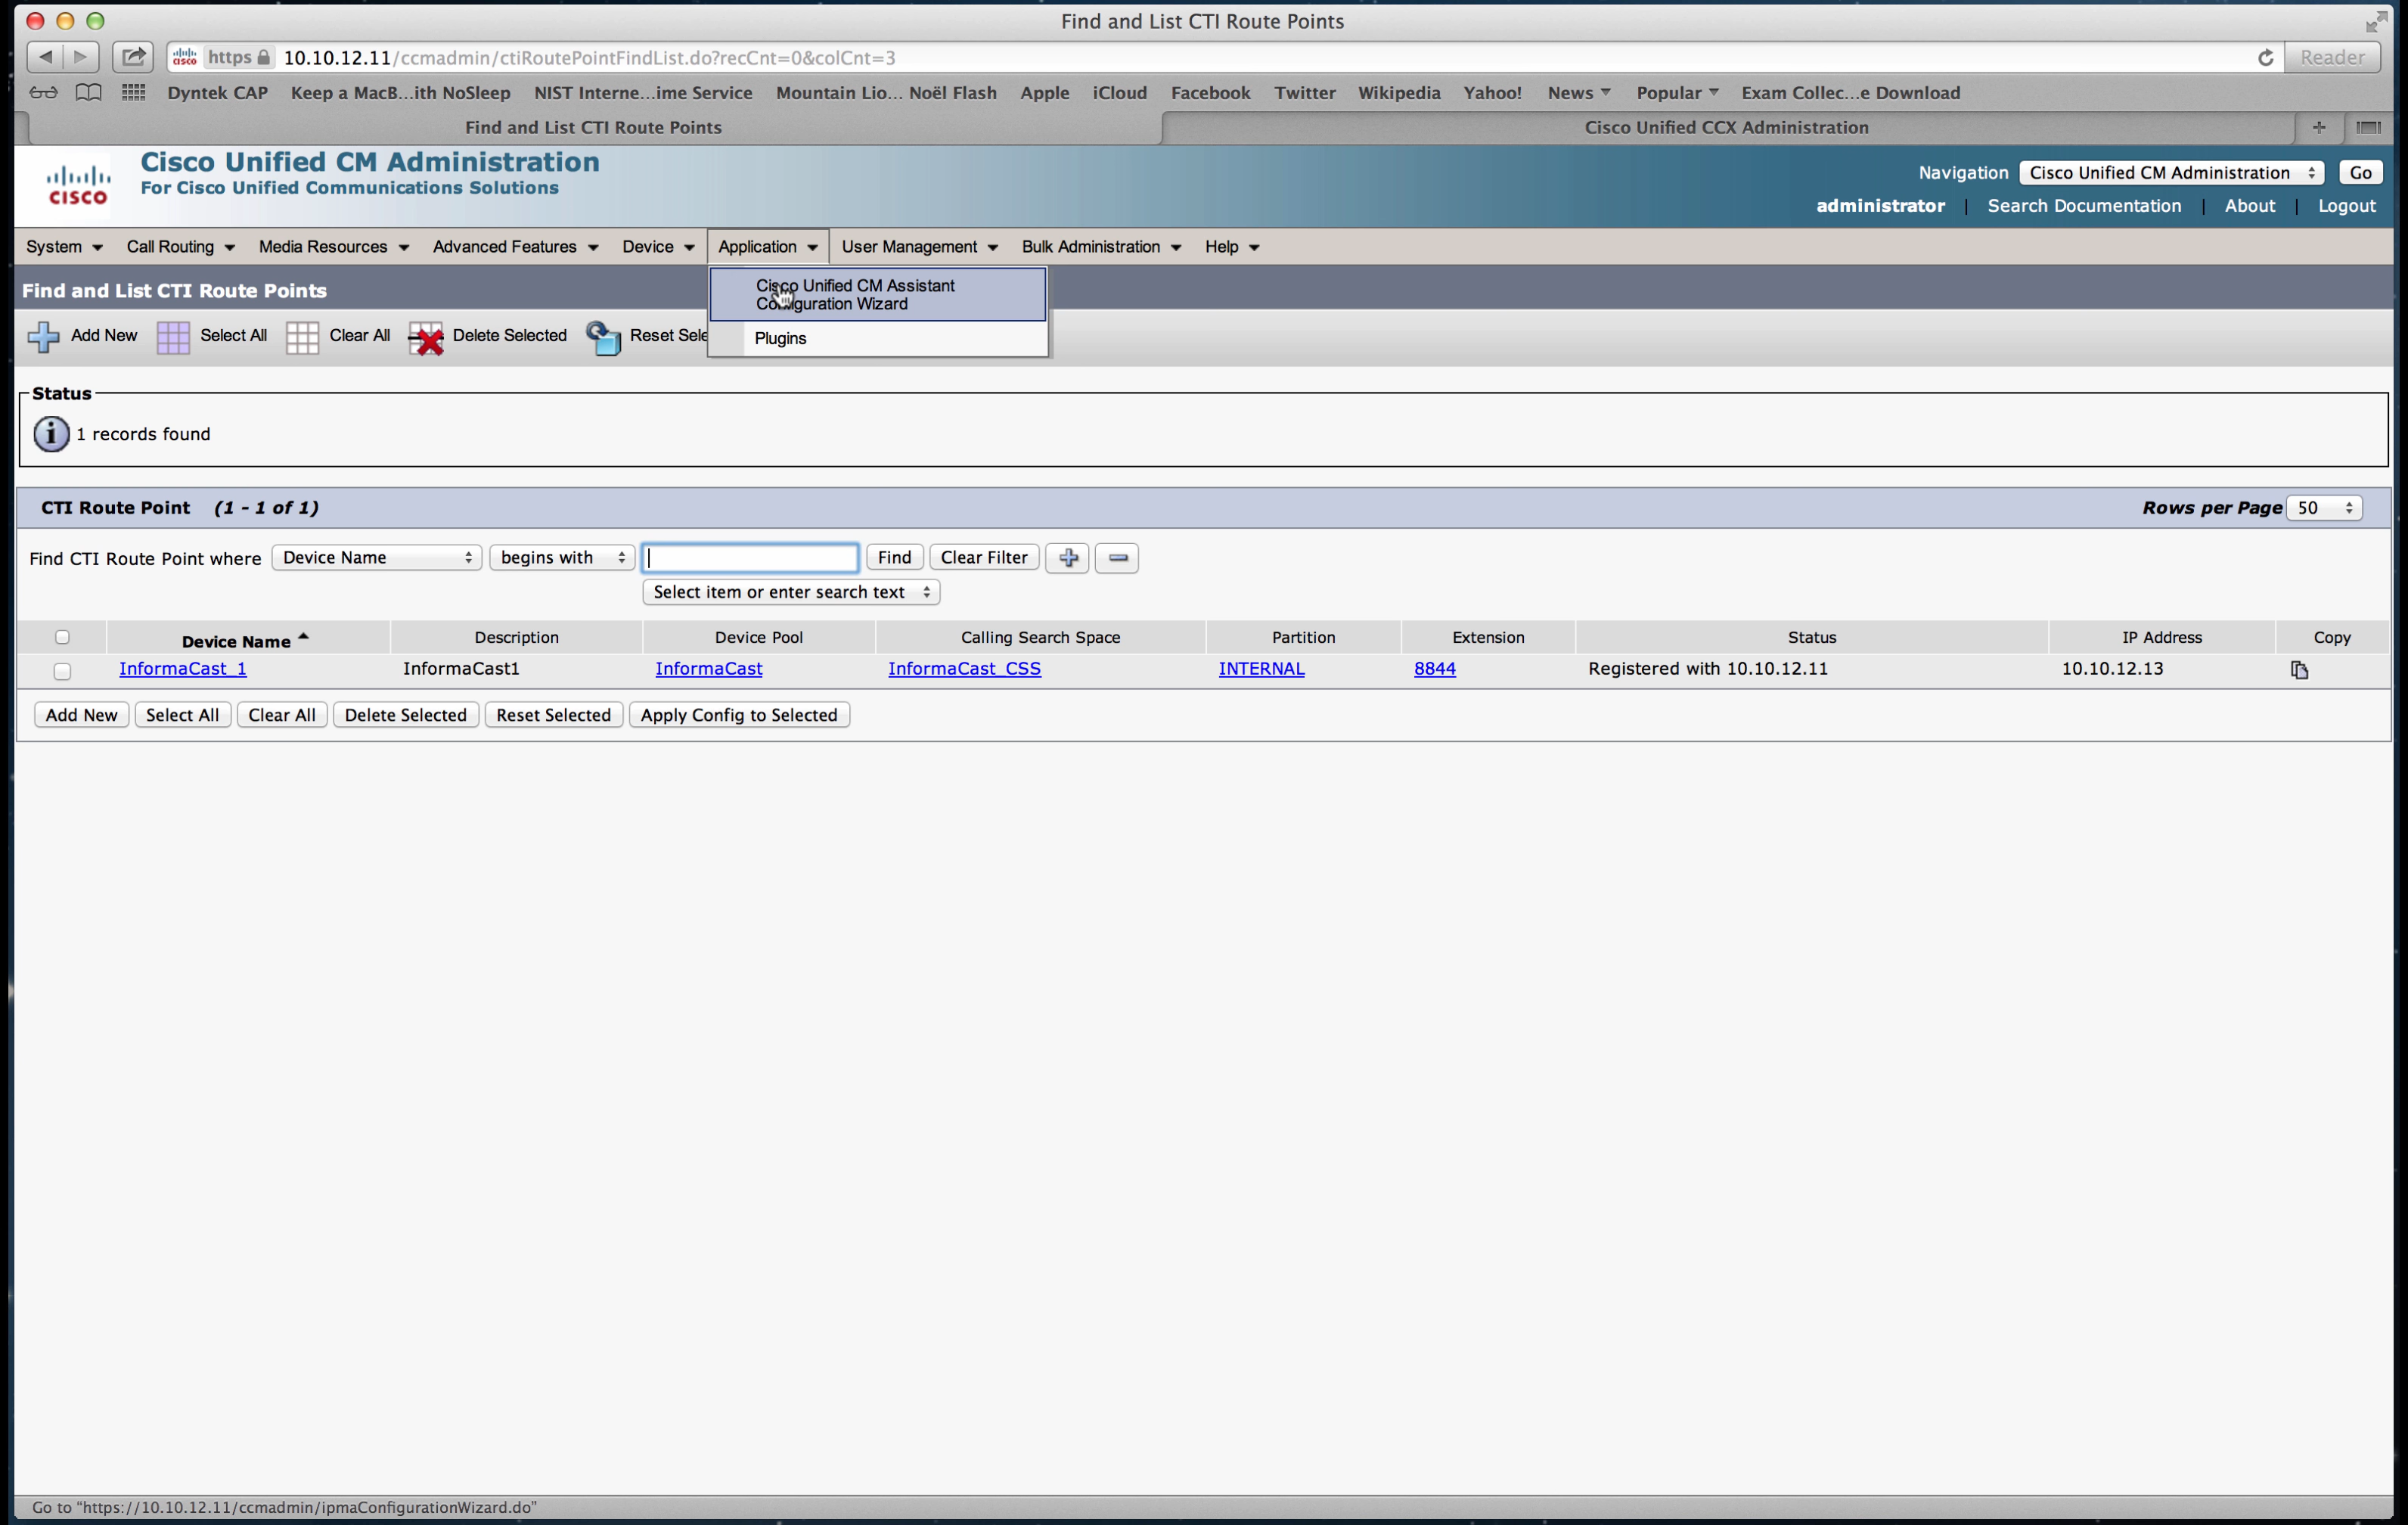 Find and List CTI Route Points
https 10.10.12.11/ccmadmin/ctiRoutePointFindList.do?recCnt=0&colCnt=3 Reader
Dyntek CAP Keep a MacB...ith NoSleep NIST Interne...ime Service Mountain Lio... Noël Flash Apple iCloud Facebook Twitter Wikipedia Yahoo! News Popular Exam Collec...e Download
Find and List CTI Route Points Cisco Unified CCX Administration
CISCO
Cisco Unified CM Administration
For Cisco Unified Communications Solutions
Navigation Cisco Unified CM Administration Go
administrator | Search Documentation | About | Logout
System Call Routing Media Resources Advanced Features Device Application User Management Bulk Administration Help
Cisco Unified CM Assistant
Configuration Wizard
Plugins
Find and List CTI Route Points
Add New Select All Clear All Delete Selected Reset Sele
Status
1 records found
CTI Route Point (1 - 1 of 1) Rows per Page 50
Find CTI Route Point where Device Name begins with Find Clear Filter
Select item or enter search text
Device Name Description Device Pool Calling Search Space Partition Extension Status IP Address Copy
InformaCast_1 InformaCast1 InformaCast InformaCast_CSS INTERNAL 8844 Registered with 10.10.12.11 10.10.12.13
Add New Select All Clear All Delete Selected Reset Selected Apply Config to Selected
Go to "https://10.10.12.11/ccmadmin/ipmaConfigurationWizard.do"